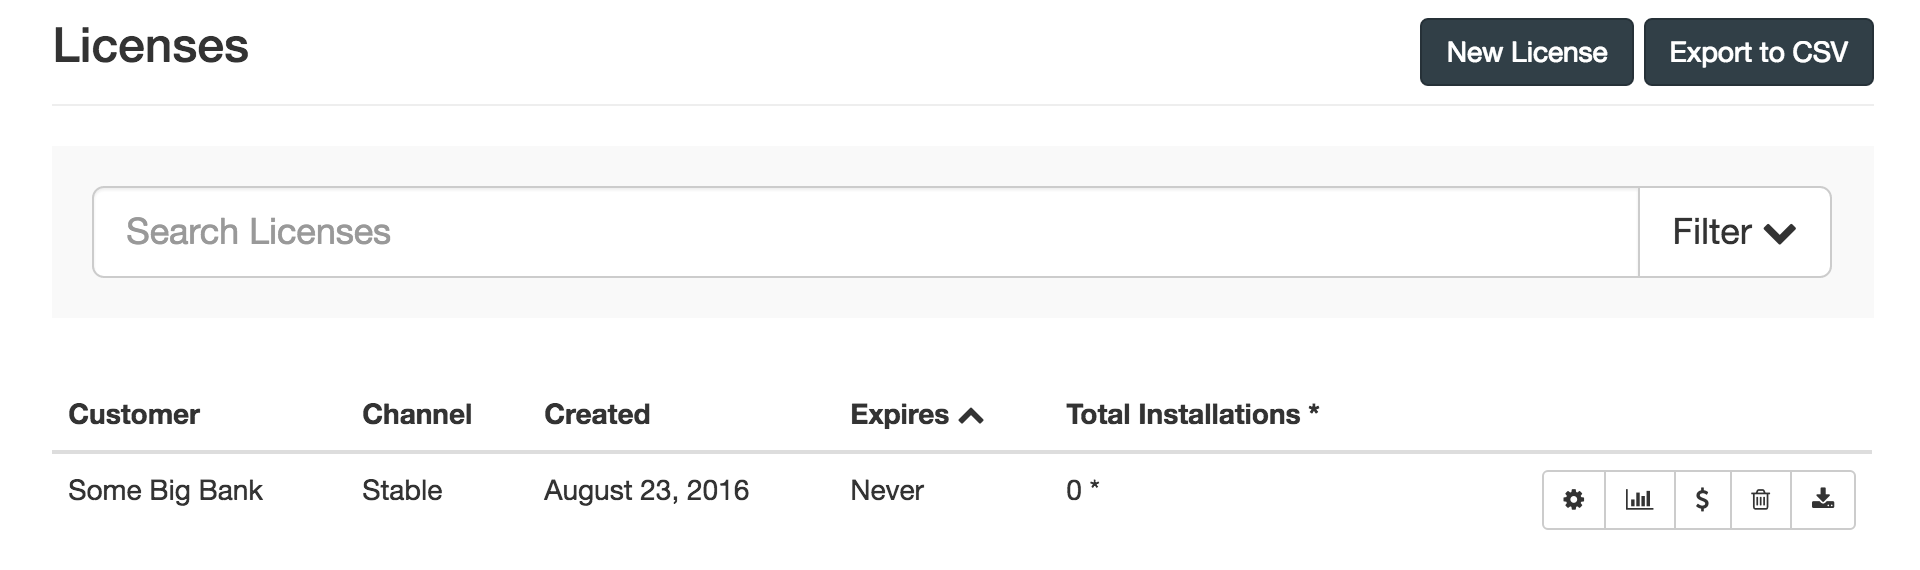 Licenses
New License
Export to CSV
Search Licenses
Filter
Customer Channel Created Expires Total Installations *
Some Big Bank Stable August 23, 2016 Never 0 *
$